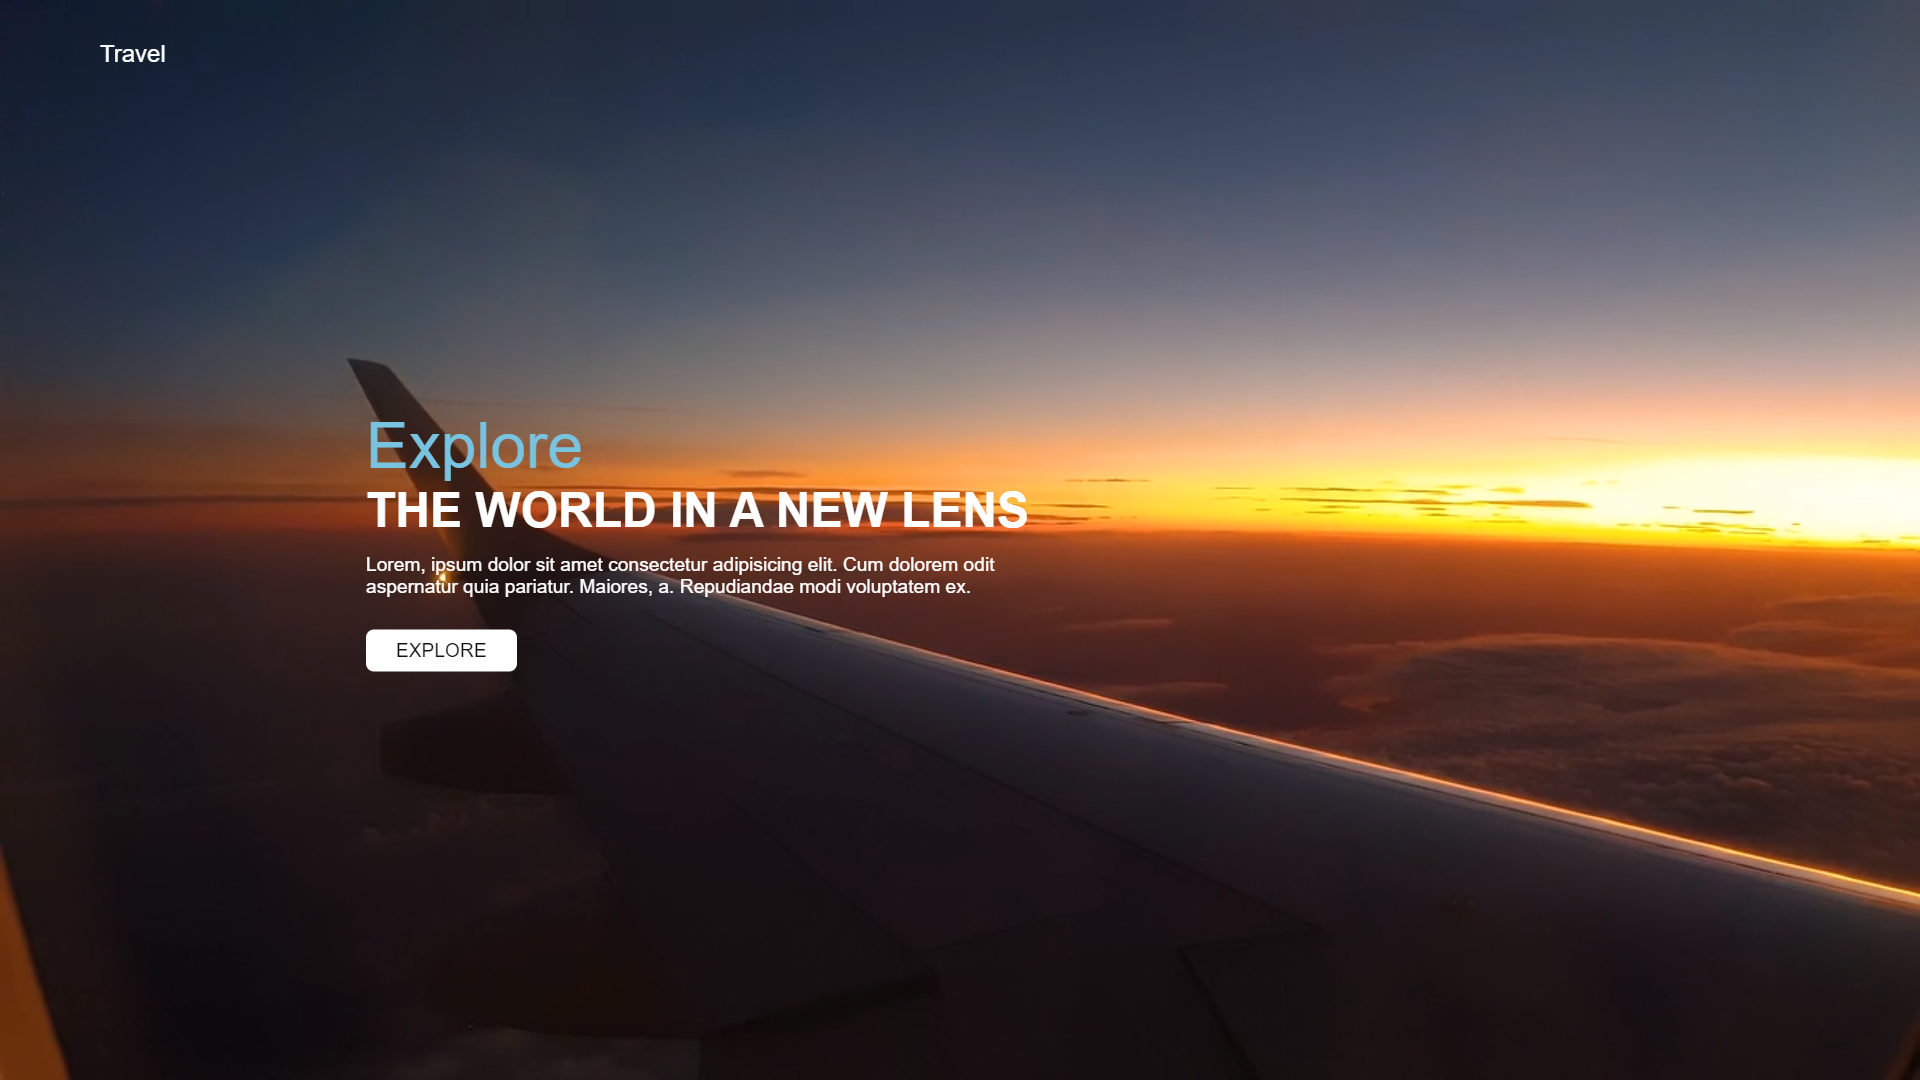 Travel
Explore
THE WORLD IN A NEW LENS
Lorem, ipsum dolor sit amet consectetur adipisicing elit. Cum dolorem odit
aspernatur quia pariatur. Maiores, a. Repudiandae modi voluptatem ex.
EXPLORE